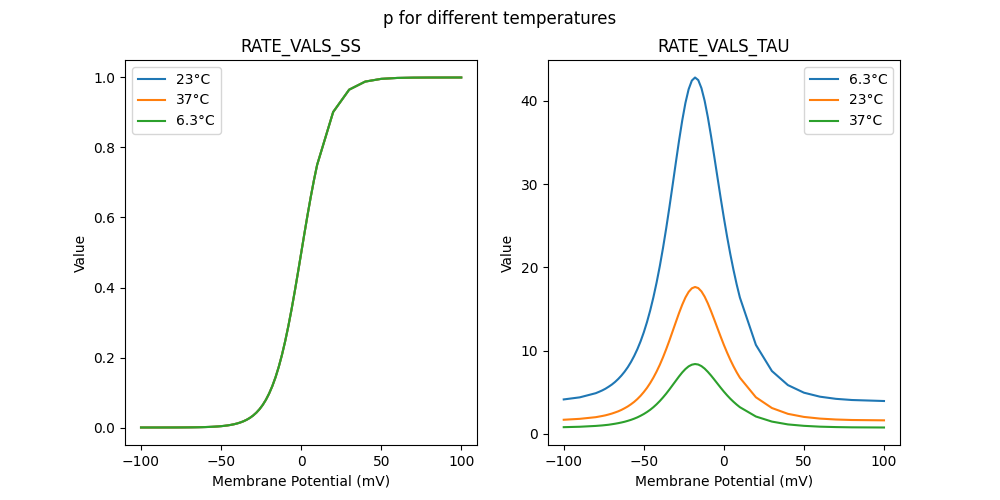 p for different temperatures
RATE_VALS_SS
1.0
0.8
0.6
0.4
0.2
0.0
Value
23°C
37°C
6.3°C
−100
−50
0
50
100
Membrane Potential (mV)
RATE_VALS_TAU
40
30
20
10
0
Value
6.3°C
23°C
37°C
−100
−50
0
50
100
Membrane Potential (mV)